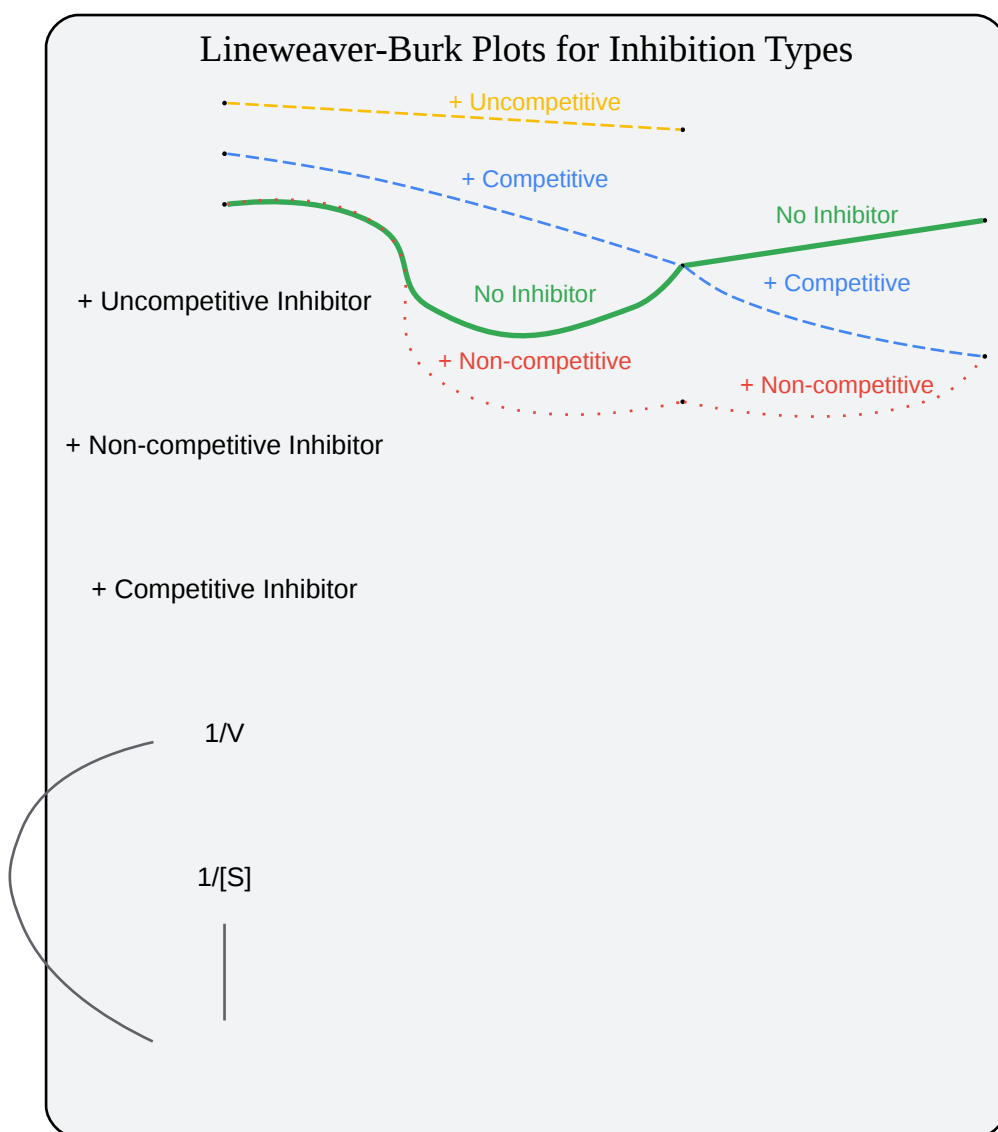 Lineweaver-Burk Plots for Inhibition Types
+ Uncompetitive
+ Competitive
No Inhibitor
+ Competitive
No Inhibitor
+ Uncompetitive Inhibitor
+ Non-competitive
+ Non-competitive
+ Non-competitive Inhibitor
+ Competitive Inhibitor
1/V
1/[S]